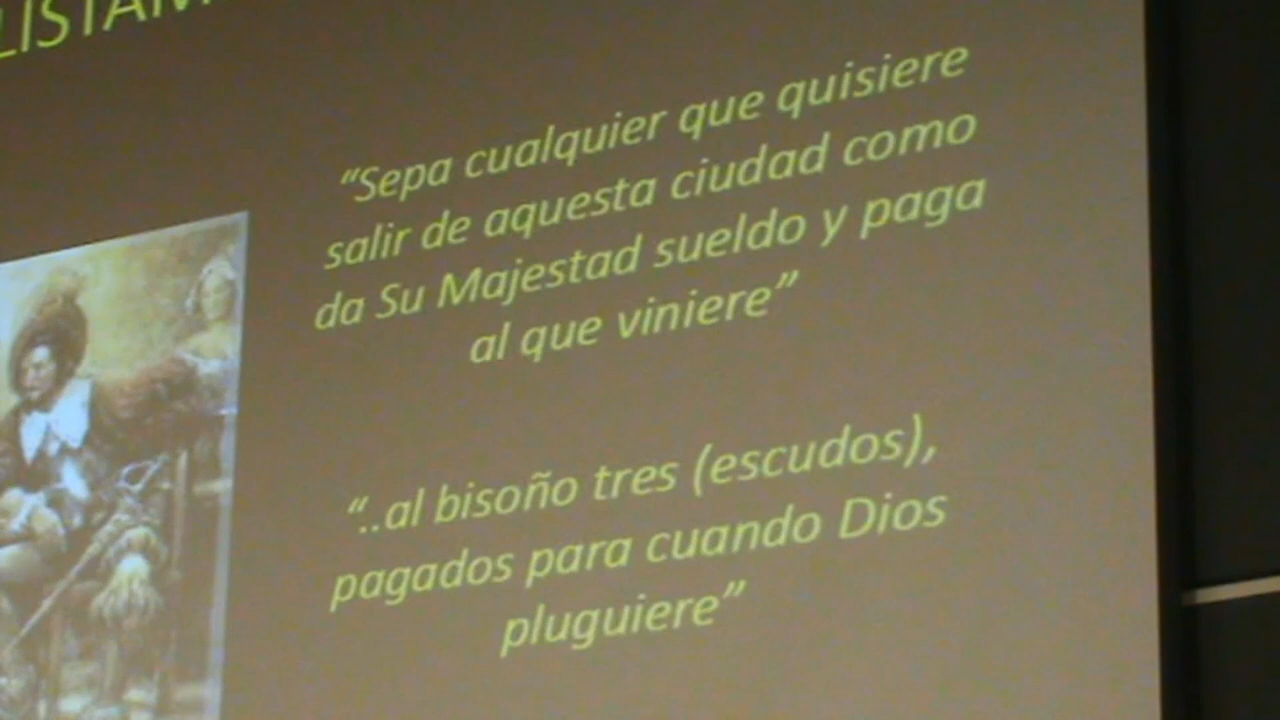 LISTAM
“Sepa cualquier que quisiere
salir de aquesta ciudad como
da Su Majestad sueldo y paga
al que viniere”
“..al bisoño tres (escudos),
pagados para cuando Dios
pluguiere”